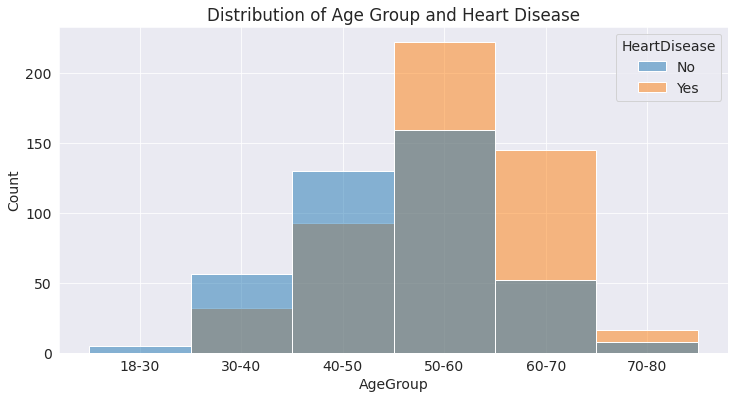 Distribution of Age Group and Heart Disease
HeartDisease
No
Yes
200
150
100
50
0
Count
18-30 30-40 40-50 50-60 60-70 70-80
AgeGroup